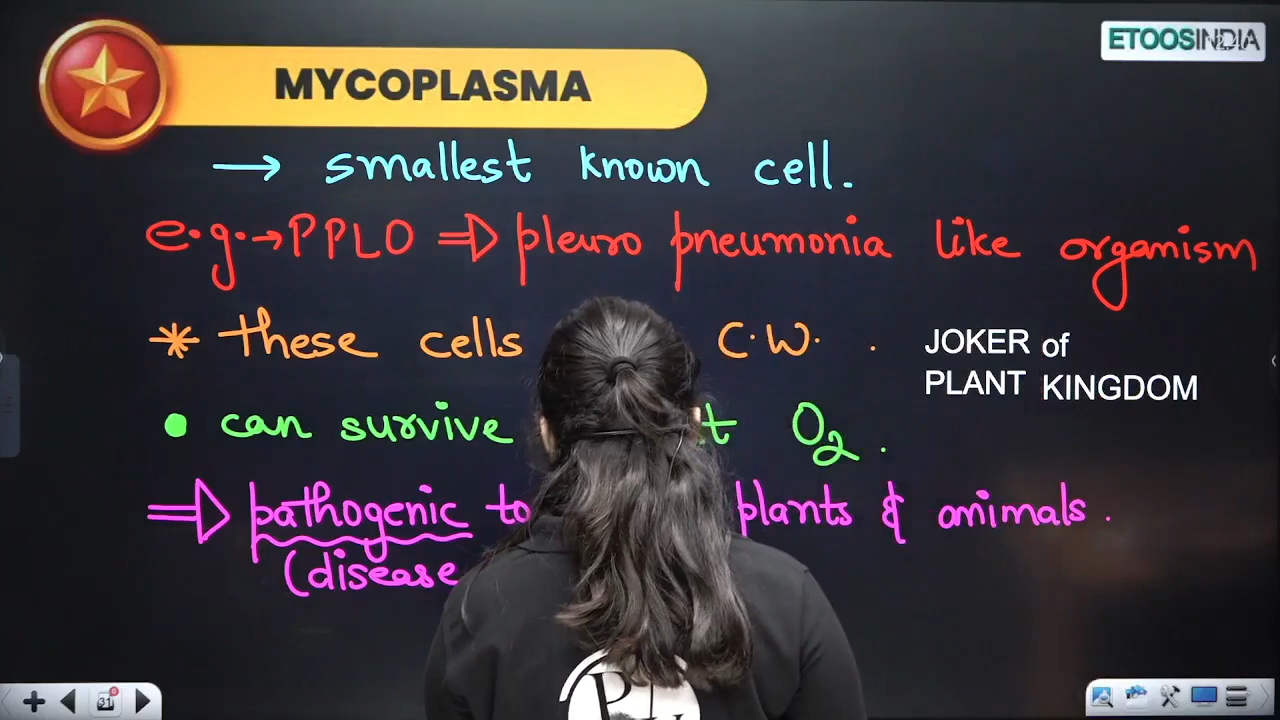 MYCOPLASMA
ETOOSINDIA
→ smallest known cell.
e.g.→PPLO ⇒ pleuro pneumonia like organism
* these cells C.W. .
JOKER of
PLANT KINGDOM
• can survive t O₂ .
⇒ pathogenic to plants & animals .
(disease
31